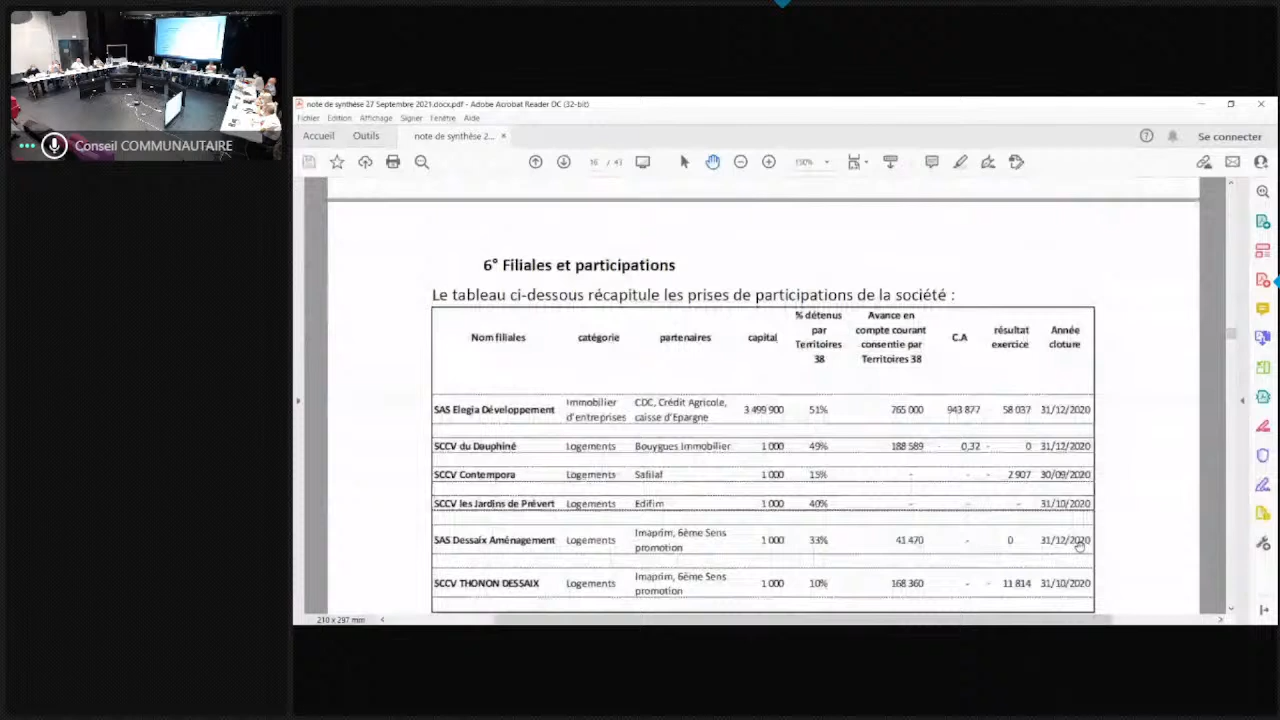 Conseil COMMUNAUTAIRE
note de synthèse 27 Septembre 2021.docx.pdf - Adobe Acrobat Reader DC (32-bit)
Fichier Edition Affichage Signer Fenêtre Aide
Accueil Outils note de synthèse 2... × Se connecter
16 / 41 150%
6° Filiales et participations
Le tableau ci-dessous récapitule les prises de participations de la société :
Nom filiales catégorie partenaires capital % détenus par Territoires 38 Avance en compte courant consentie par Territoires 38 C.A résultat exercice Année cloture
SAS Elegia Développement Immobilier d'entreprises CDC, Crédit Agricole, caisse d'Epargne 3 499 900 51% 765 000 943 877 58 037 31/12/2020
SCCV du Dauphiné Logements Bouygues Immobilier 1 000 49% 188 589 - 0,32 - 0 31/12/2020
SCCV Contempora Logements Safilaf 1 000 15% - - - 2 907 30/09/2020
SCCV les Jardins de Prévert Logements Edifim 1 000 40% - - - 31/10/2020
SAS Dessaix Aménagement Logements Imaprim, 6ème Sens promotion 1 000 33% 41 470 - 0 31/12/2020
SCCV THONON DESSAIX Logements Imaprim, 6ème Sens promotion 1 000 10% 168 360 - - 11 814 31/10/2020
210 x 297 mm